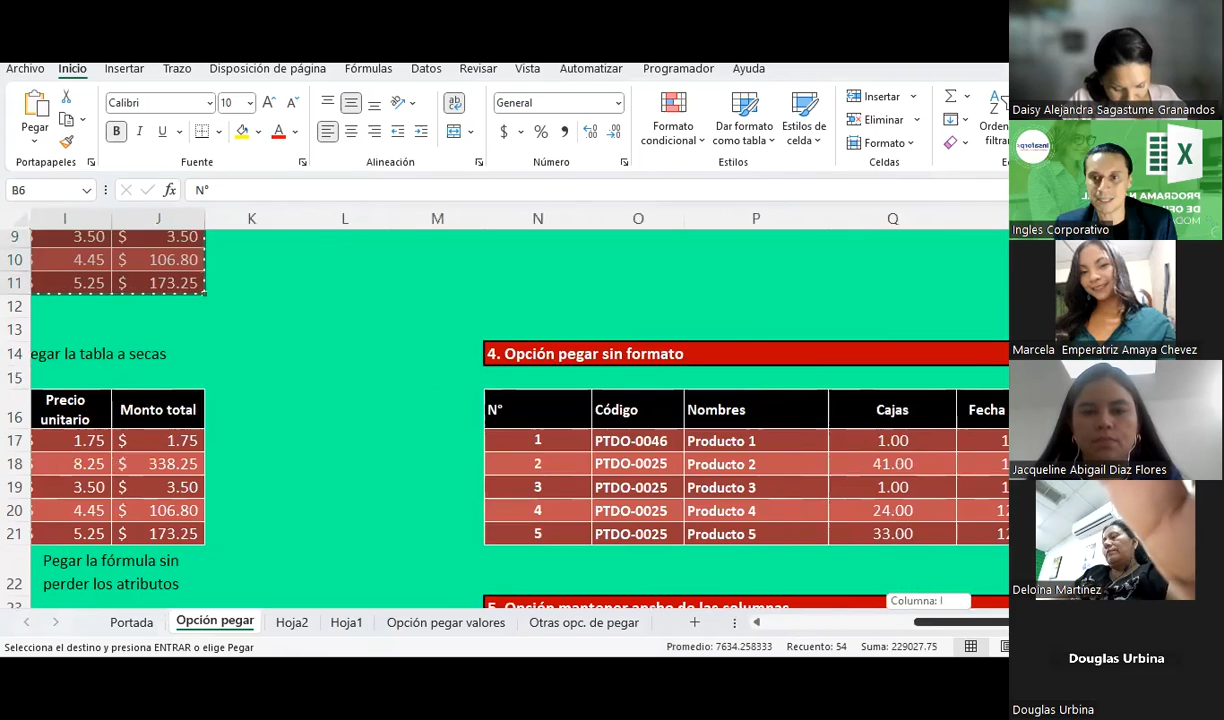 Archivo Inicio Insertar Trazo Disposición de página Fórmulas Datos Revisar Vista Automatizar Programador Ayuda
Calibri 10 General Insertar
Pegar Formato condicional Dar formato como tabla Estilos de celda Eliminar
N K S $ % Formato
Portapapeles Fuente Alineación Número Estilos Celdas
B6 fx N°
I J K L M N O P Q
9 3.50 $ 3.50
10 4.45 $ 106.80
11 5.25 $ 173.25
12
13
14 egar la tabla a secas 4. Opción pegar sin formato
15
16 Precio unitario Monto total N° Código Nombres Cajas Fecha
17 1.75 $ 1.75 1 PTDO-0046 Producto 1 1.00
18 8.25 $ 338.25 2 PTDO-0025 Producto 2 41.00
19 3.50 $ 3.50 3 PTDO-0025 Producto 3 1.00
20 4.45 $ 106.80 4 PTDO-0025 Producto 4 24.00
21 5.25 $ 173.25 5 PTDO-0025 Producto 5 33.00
22 Pegar la fórmula sin
perder los atributos
5. Opción mantener ancho de las columnas
Columna: I
Portada Opción pegar Hoja2 Hoja1 Opción pegar valores Otras opc. de pegar
Selecciona el destino y presiona ENTRAR o elige Pegar Promedio: 7634.258333 Recuento: 54 Suma: 229027.75
Daisy Alejandra Sagastume Granandos
Ingles Corporativo
Marcela Emperatriz Amaya Chevez
Jacqueline Abigail Diaz Flores
Deloina Martínez
Douglas Urbina
Douglas Urbina